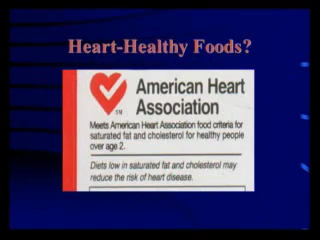 Heart-Healthy Foods?
American Heart
Association
TM
Meets American Heart Association food criteria for
saturated fat and cholesterol for healthy people
over age 2.
Diets low in saturated fat and cholesterol may
reduce the risk of heart disease.